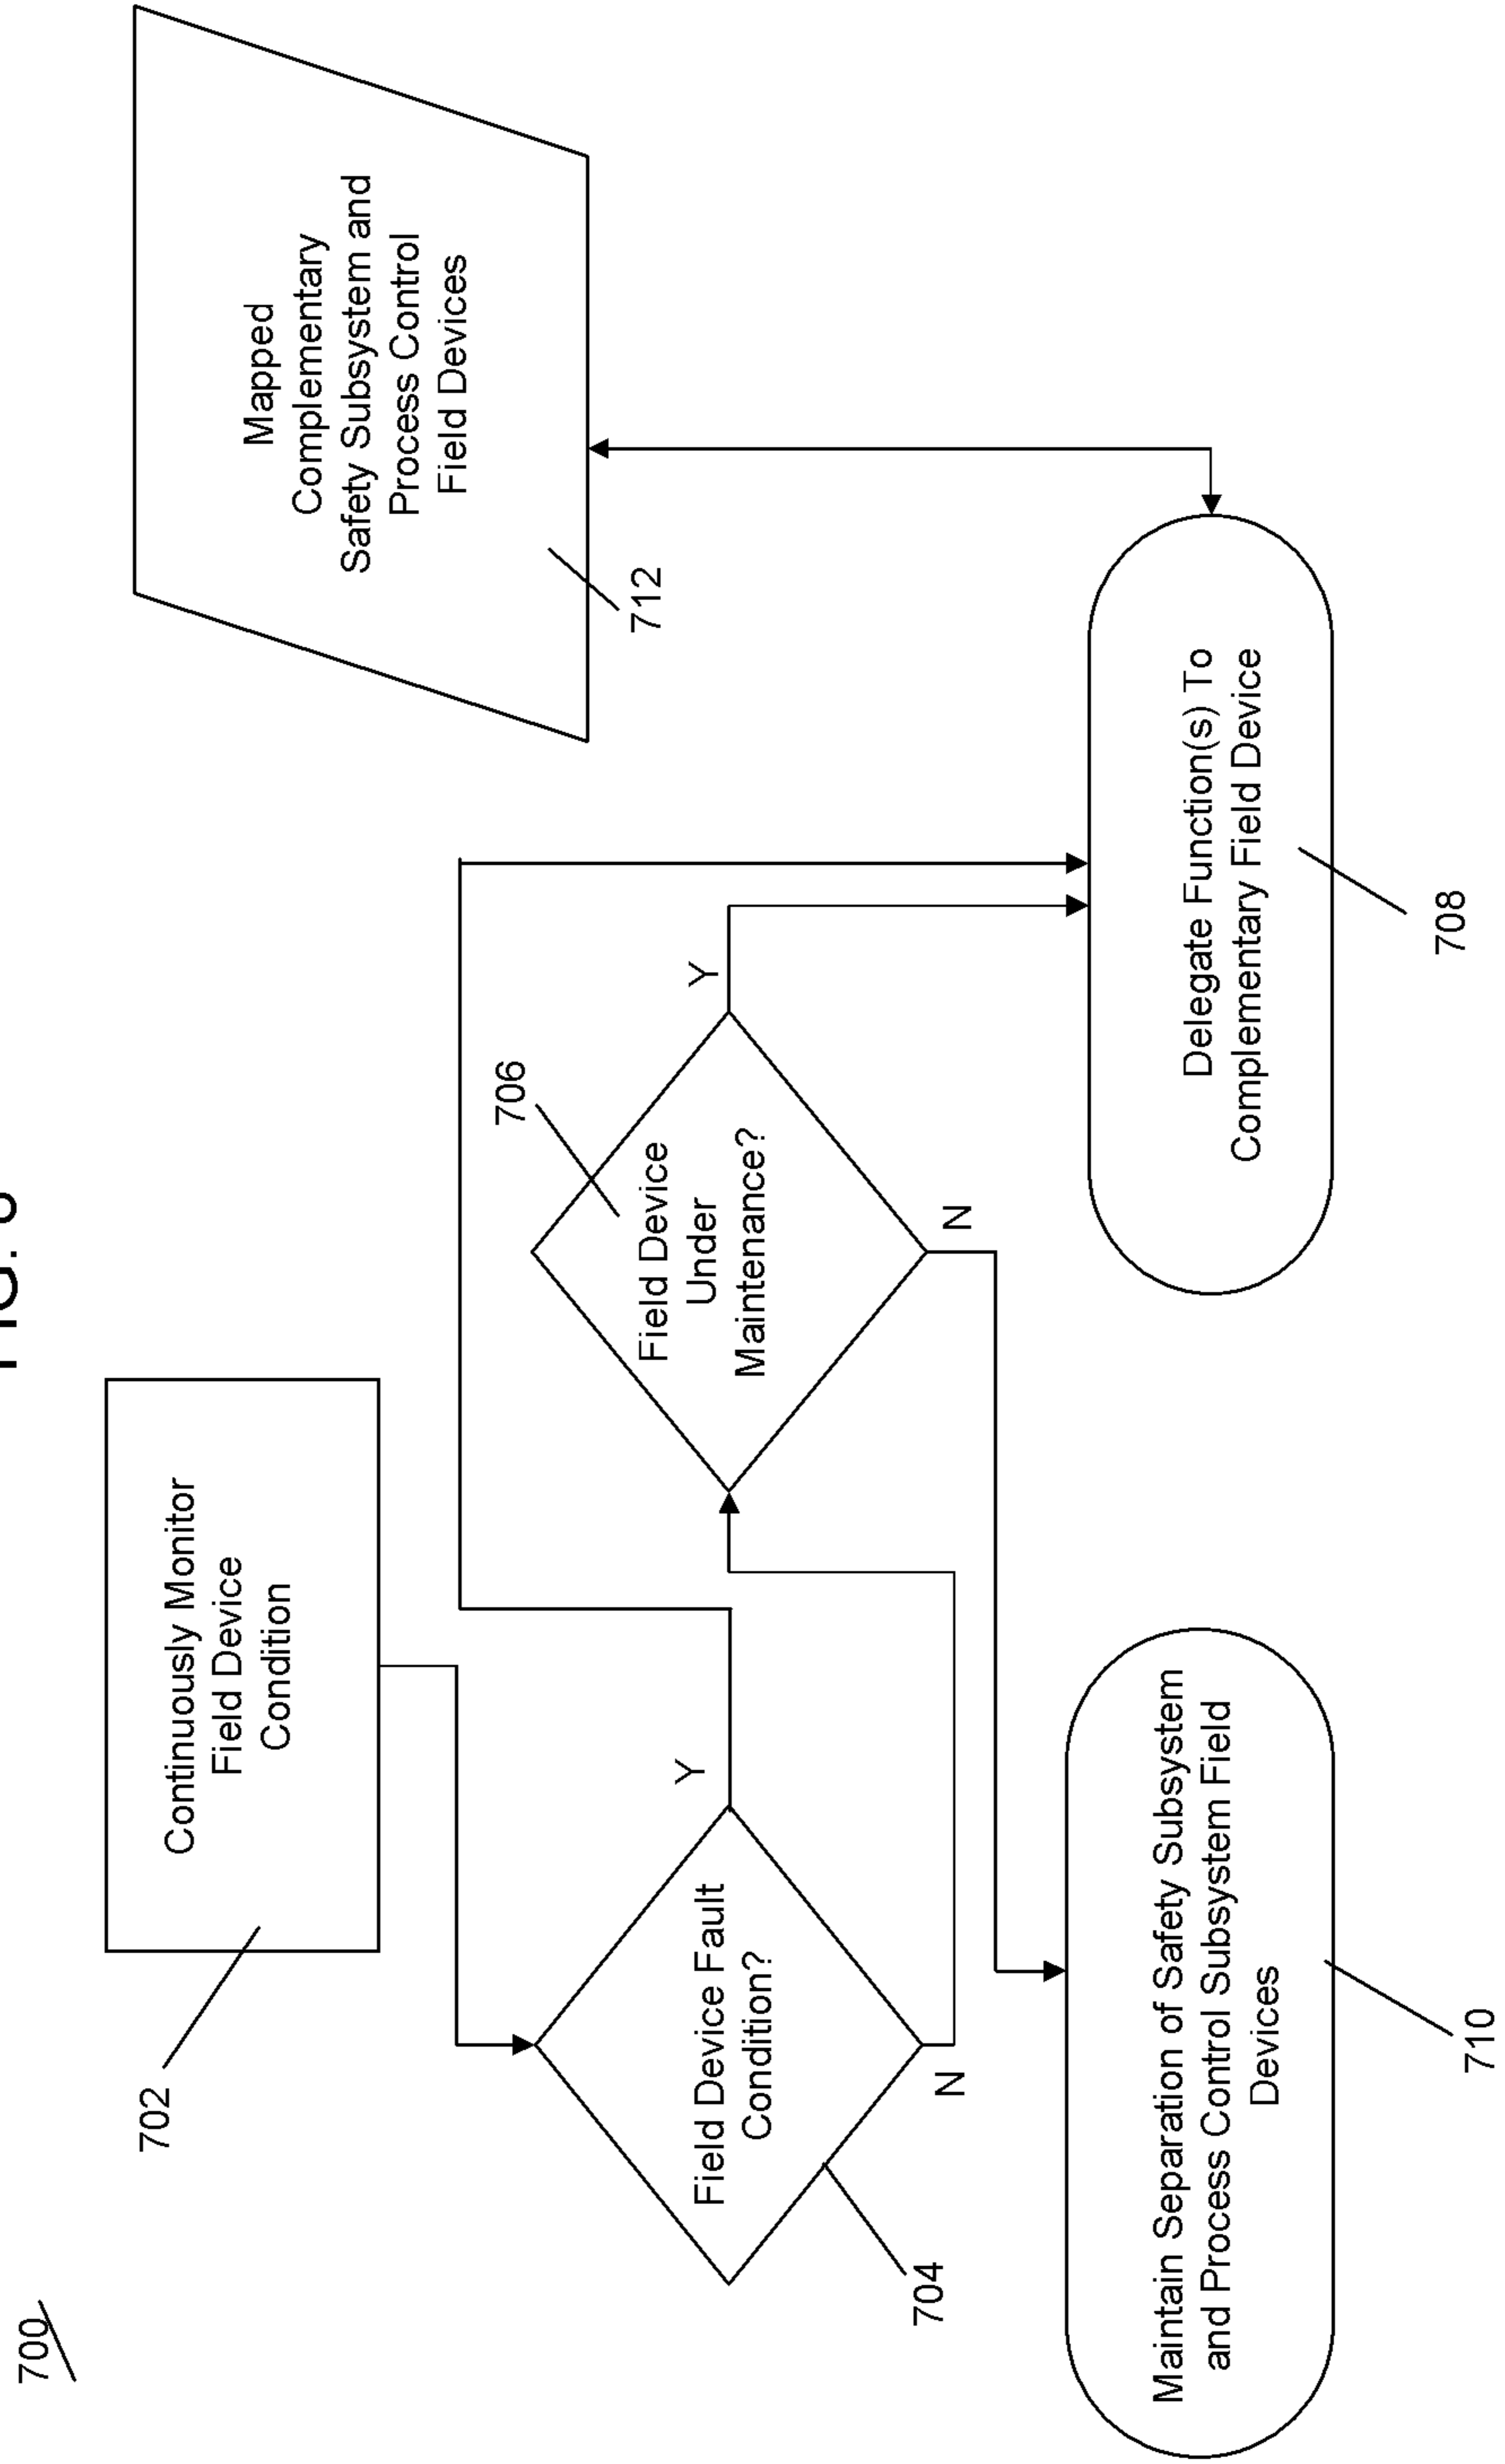 700
FIG.
702
Continuously Monitor
Field Device
Condition
Mapped
Complementary
Safety Subsystem and
Process Control
Field Devices
712
704
Field Device Fault
Condition?
Y
N
706
Field Device
Under
Maintenance?
Y
N
Maintain Separation of Safety Subsystem
and Process Control Subsystem Field
Devices
710
Delegate Function(s) To
Complementary Field Device
708